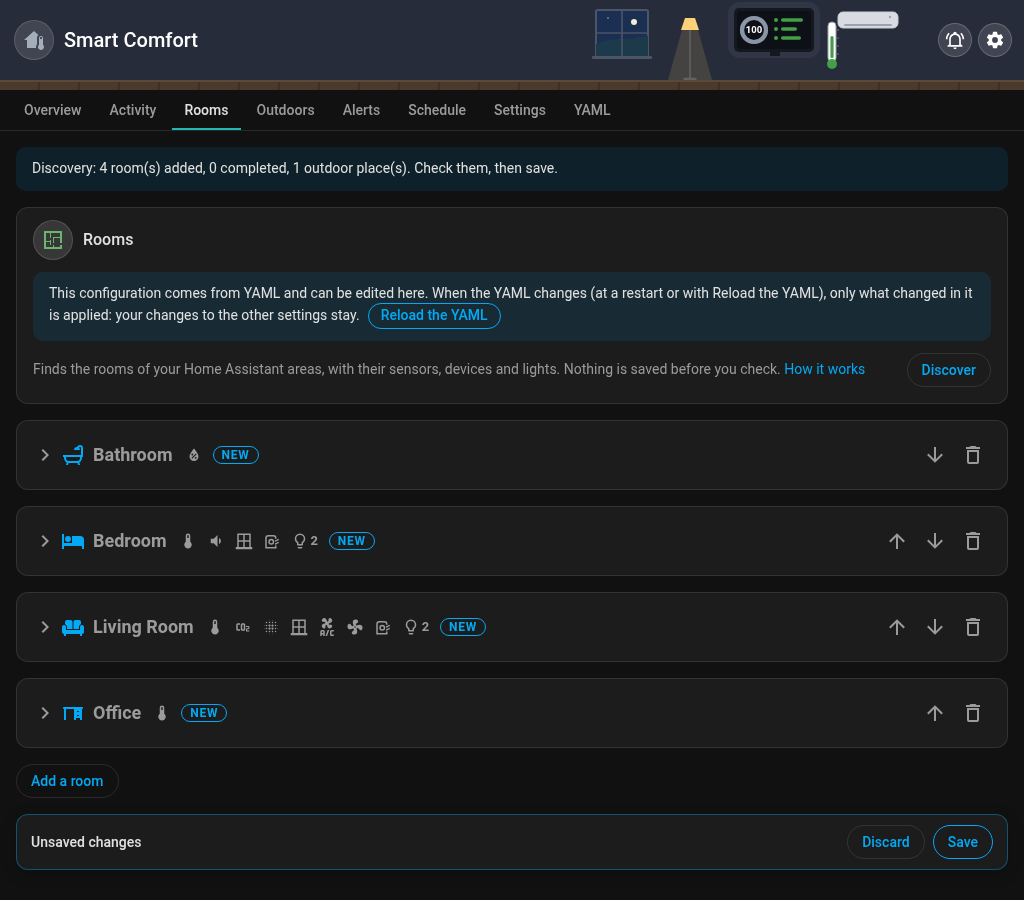 Smart Comfort
100
Overview
Activity
Rooms
Outdoors
Alerts
Schedule
Settings
YAML
Discovery: 4 room(s) added, 0 completed, 1 outdoor place(s). Check them, then save.
Rooms
This configuration comes from YAML and can be edited here. When the YAML changes (at a restart or with Reload the YAML), only what changed in it
is applied: your changes to the other settings stay. Reload the YAML
Finds the rooms of your Home Assistant areas, with their sensors, devices and lights. Nothing is saved before you check. How it works
Discover
Bathroom NEW
Bedroom 2 NEW
Living Room CO₂ A/C 2 NEW
Office NEW
Add a room
Unsaved changes
Discard
Save